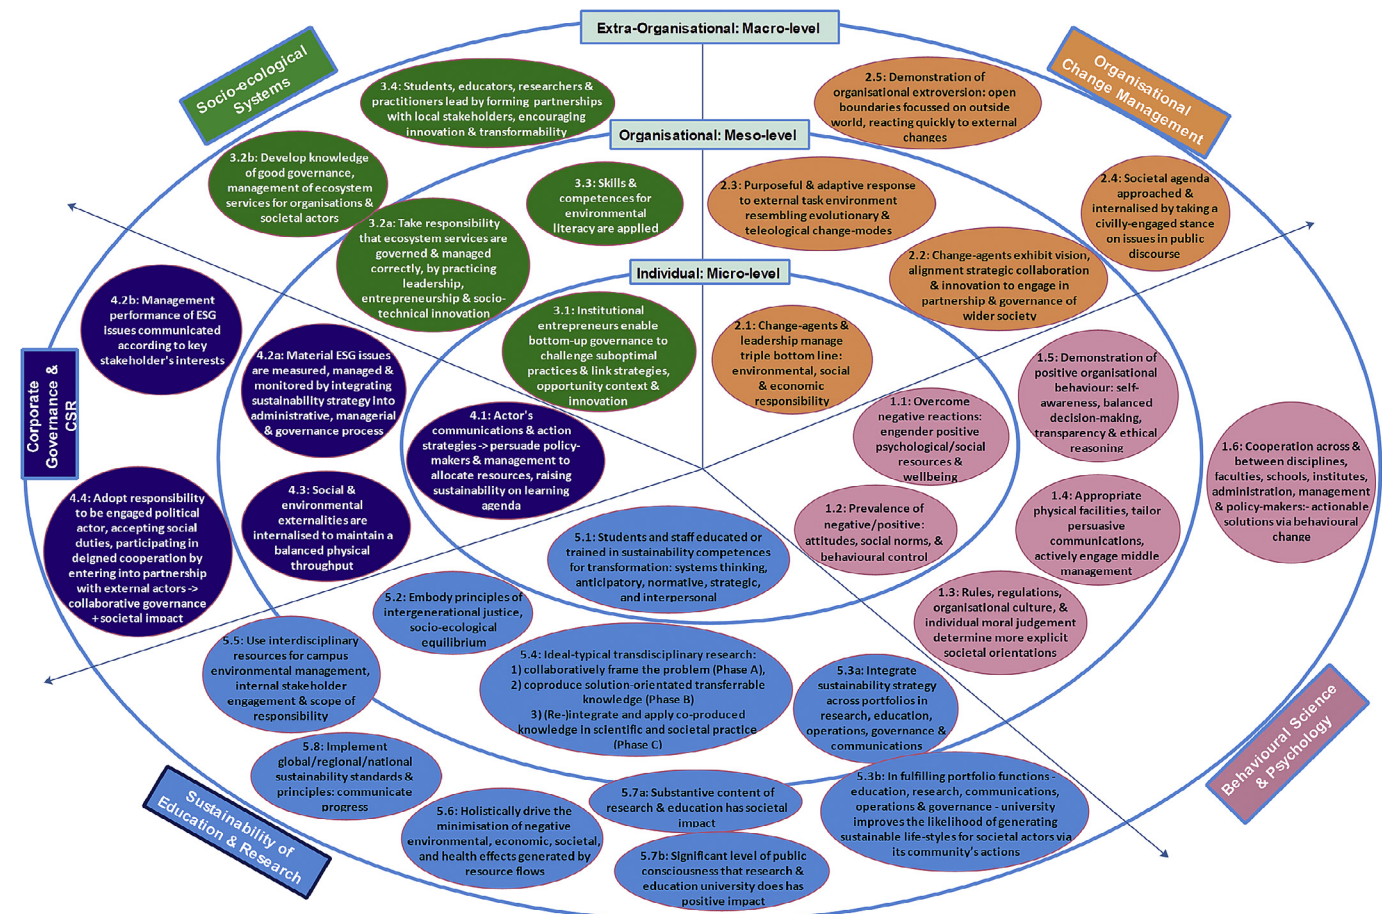 Extra-Organisational: Macro-level
Socio-ecological
Systems
Organisational
Change Management
3.4: Students, educators, researchers &
practitioners lead by forming partnerships
with local stakeholders, encouraging
innovation & transformability
2.5: Demonstration of
organisational extroversion: open
boundaries focussed on outside
world, reacting quickly to external
changes
Organisational: Meso-level
3.2b: Develop knowledge
of good governance,
management of ecosystem
services for organisations &
societal actors
3.3: Skills &
competences for
environmental
literacy are applied
2.3: Purposeful & adaptive response
to external task environment
resembling evolutionary &
teleological change-modes
2.4: Societal agenda
approached &
internalised by taking a
civilly-engaged stance
on issues in public
discourse
3.2a: Take responsibility
that ecosystem services are
governed & managed
correctly, by practicing
leadership,
entrepreneurship & socio-
technical innovation
2.2: Change-agents exhibit vision,
alignment strategic collaboration
& innovation to engage in
partnership & governance of
wider society
Individual: Micro-level
4.2b: Management
performance of ESG
issues communicated
according to key
stakeholder's interests
3.1: Institutional
entrepreneurs enable
bottom-up governance to
challenge suboptimal
practices & link strategies,
opportunity context &
innovation
2.1: Change-agents &
leadership manage
triple bottom line:
environmental, social
& economic
responsibility
4.2a: Material ESG issues
are measured, managed &
monitored by integrating
sustainability strategy into
administrative, managerial
& governance process
1.5: Demonstration of
positive organisational
behaviour: self-
awareness, balanced
decision-making,
transparency & ethical
reasoning
Corporate
Governance &
CSR
1.1: Overcome
negative reactions:
engender positive
psychological/social
resources &
wellbeing
4.1: Actor's
communications & action
strategies -> persuade policy-
makers & management to
allocate resources, raising
sustainability on learning
agenda
1.6: Cooperation across &
between disciplines,
faculties, schools, institutes,
administration, management
& policy-makers:- actionable
solutions via behavioural
change
4.4: Adopt responsibility
to be engaged political
actor, accepting social
duties, participating in
deigned cooperation by
entering into partnership
with external actors ->
collaborative governance
+ societal impact
4.3: Social &
environmental
externalities are
internalised to maintain
a balanced physical
throughput
1.2: Prevalence of
negative/positive:
attitudes, social norms, &
behavioural control
1.4: Appropriate
physical facilities, tailor
persuasive
communications,
actively engage middle
management
5.1: Students and staff educated or
trained in sustainability competences
for transformation: systems thinking,
anticipatory, normative, strategic,
and interpersonal
5.2: Embody principles of
intergenerational justice,
socio-ecological
equilibrium
1.3: Rules, regulations,
organisational culture, &
individual moral judgement
determine more explicit
societal orientations
5.5: Use interdisciplinary
resources for campus
environmental management,
internal stakeholder
engagement & scope of
responsibility
5.4: Ideal-typical transdisciplinary research:
1) collaboratively frame the problem (Phase A),
2) coproduce solution-orientated transferrable
knowledge (Phase B)
3) (Re-)integrate and apply co-produced
knowledge in scientific and societal practice
(Phase C)
5.3a: Integrate
sustainability strategy
across portfolios in
research, education,
operations, governance &
communications
Behavioural Science
& Psychology
5.8: Implement
global/regional/national
sustainability standards &
principles: communicate
progress
5.3b: In fulfilling portfolio functions -
education, research, communications,
operations & governance - university
improves the likelihood of generating
sustainable life-styles for societal actors via
its community's actions
5.7a: Substantive content of
research & education has societal
impact
Sustainability of
Education & Research
5.6: Holistically drive the
minimisation of negative
environmental, economic, societal,
and health effects generated by
resource flows
5.7b: Significant level of public
consciousness that research &
education university does has
positive impact